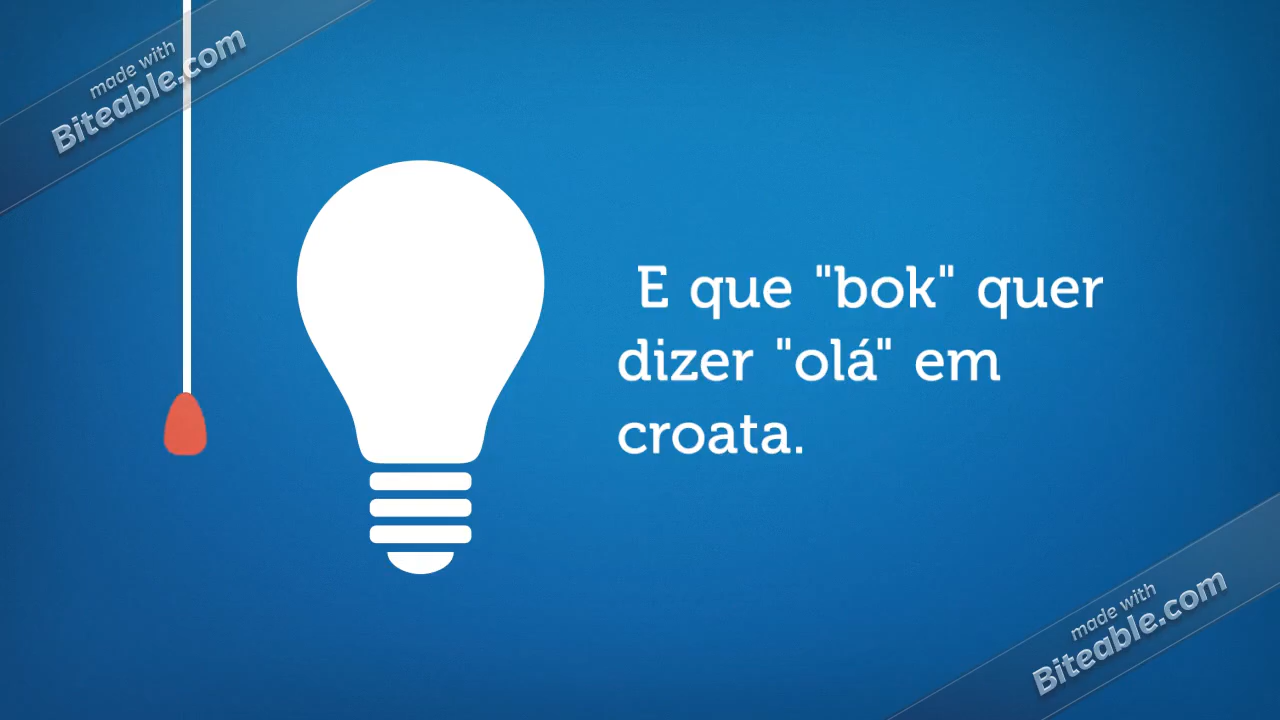 made with
Biteable.com
E que "bok" quer
dizer "olá" em
croata.
made with
Biteable.com